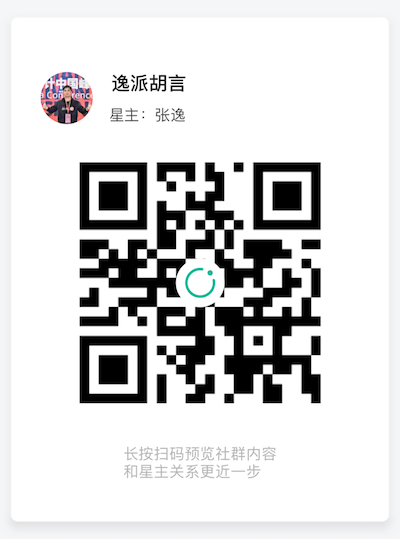 逸派胡言
星主：张逸
长按扫码预览社群内容
和星主关系更近一步